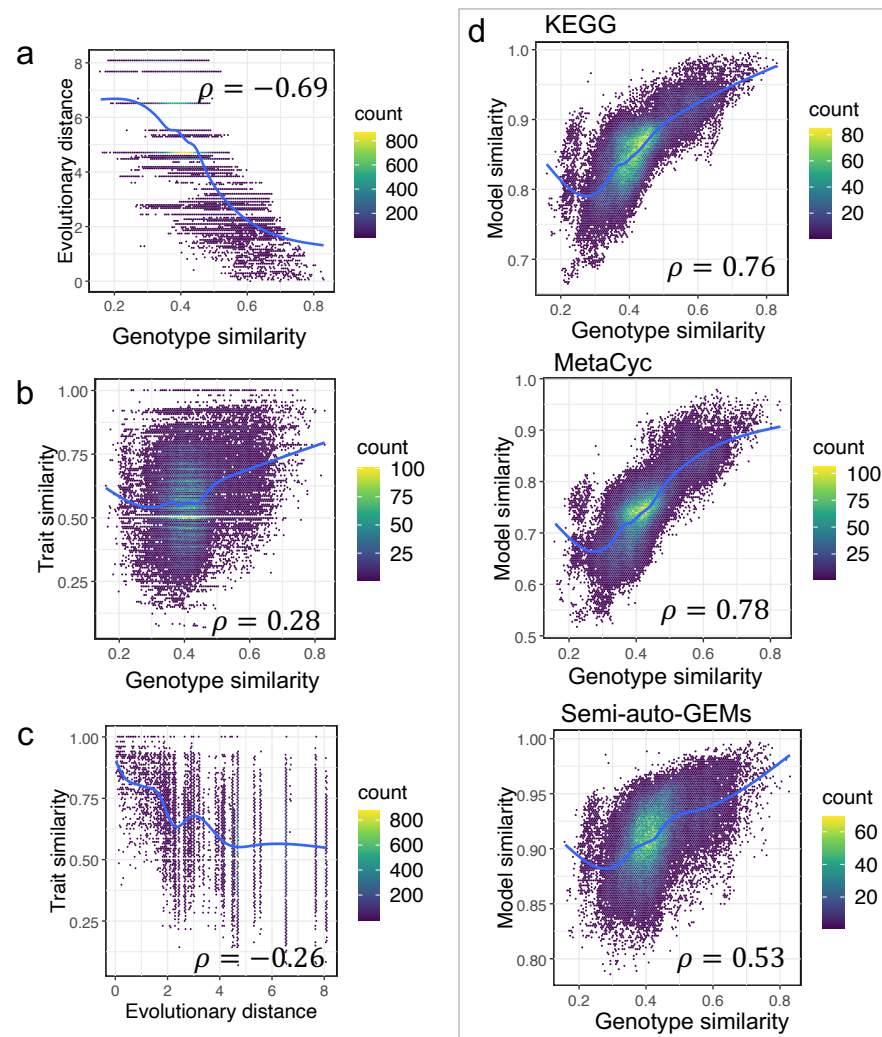 a
8
6
4
2
0
Evolutionary distance
ρ = −0.69
0.2 0.4 0.6 0.8
Genotype similarity
count
800
600
400
200
b
1.00
0.75
0.50
0.25
Trait similarity
ρ = 0.28
0.2 0.4 0.6 0.8
Genotype similarity
count
100
75
50
25
c
1.00
0.75
0.50
0.25
Trait similarity
ρ = −0.26
0 2 4 6 8
Evolutionary distance
count
800
600
400
200
d
KEGG
1.0
0.9
0.8
0.7
Model similarity
ρ = 0.76
0.2 0.4 0.6 0.8
Genotype similarity
count
80
60
40
20
MetaCyc
1.0
0.9
0.8
0.7
0.6
0.5
Model similarity
ρ = 0.78
0.2 0.4 0.6 0.8
Genotype similarity
count
100
75
50
25
Semi-auto-GEMs
1.00
0.95
0.90
0.85
0.80
Model similarity
ρ = 0.53
0.2 0.4 0.6 0.8
Genotype similarity
count
60
40
20